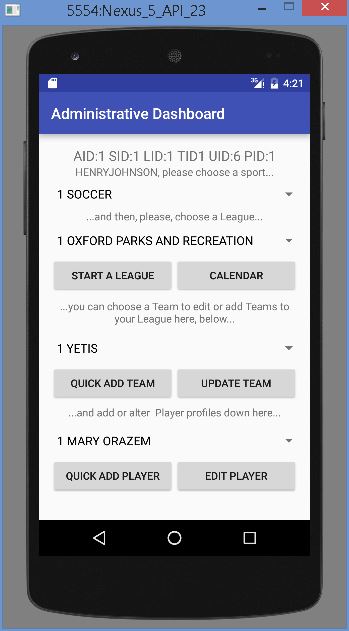 5554:Nexus_5_API_23
3G 4:21
Administrative Dashboard
AID:1 SID:1 LID:1 TID1 UID:6 PID:1
HENRYJOHNSON, please choose a sport...
1 SOCCER
...and then, please, choose a League...
1 OXFORD PARKS AND RECREATION
START A LEAGUE CALENDAR
...you can choose a Team to edit or add Teams to
your League here, below...
1 YETIS
QUICK ADD TEAM UPDATE TEAM
...and add or alter Player profiles down here...
1 MARY ORAZEM
QUICK ADD PLAYER EDIT PLAYER